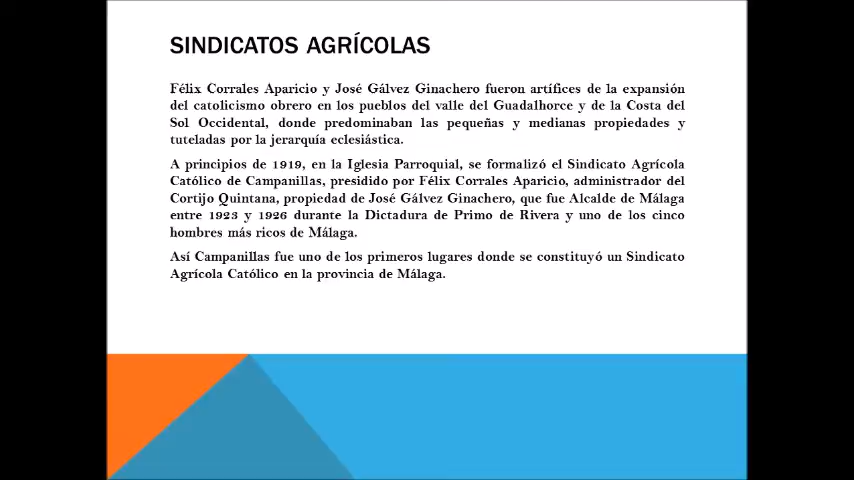 SINDICATOS AGRÍCOLAS
Félix Corrales Aparicio y José Gálvez Ginachero fueron artífices de la expansión
del catolicismo obrero en los pueblos del valle del Guadalhorce y de la Costa del
Sol Occidental, donde predominaban las pequeñas y medianas propiedades y
tuteladas por la jerarquía eclesiástica.
A principios de 1919, en la Iglesia Parroquial, se formalizó el Sindicato Agrícola
Católico de Campanillas, presidido por Félix Corrales Aparicio, administrador del
Cortijo Quintana, propiedad de José Gálvez Ginachero, que fue Alcalde de Málaga
entre 1923 y 1926 durante la Dictadura de Primo de Rivera y uno de los cinco
hombres más ricos de Málaga.
Así Campanillas fue uno de los primeros lugares donde se constituyó un Sindicato
Agrícola Católico en la provincia de Málaga.